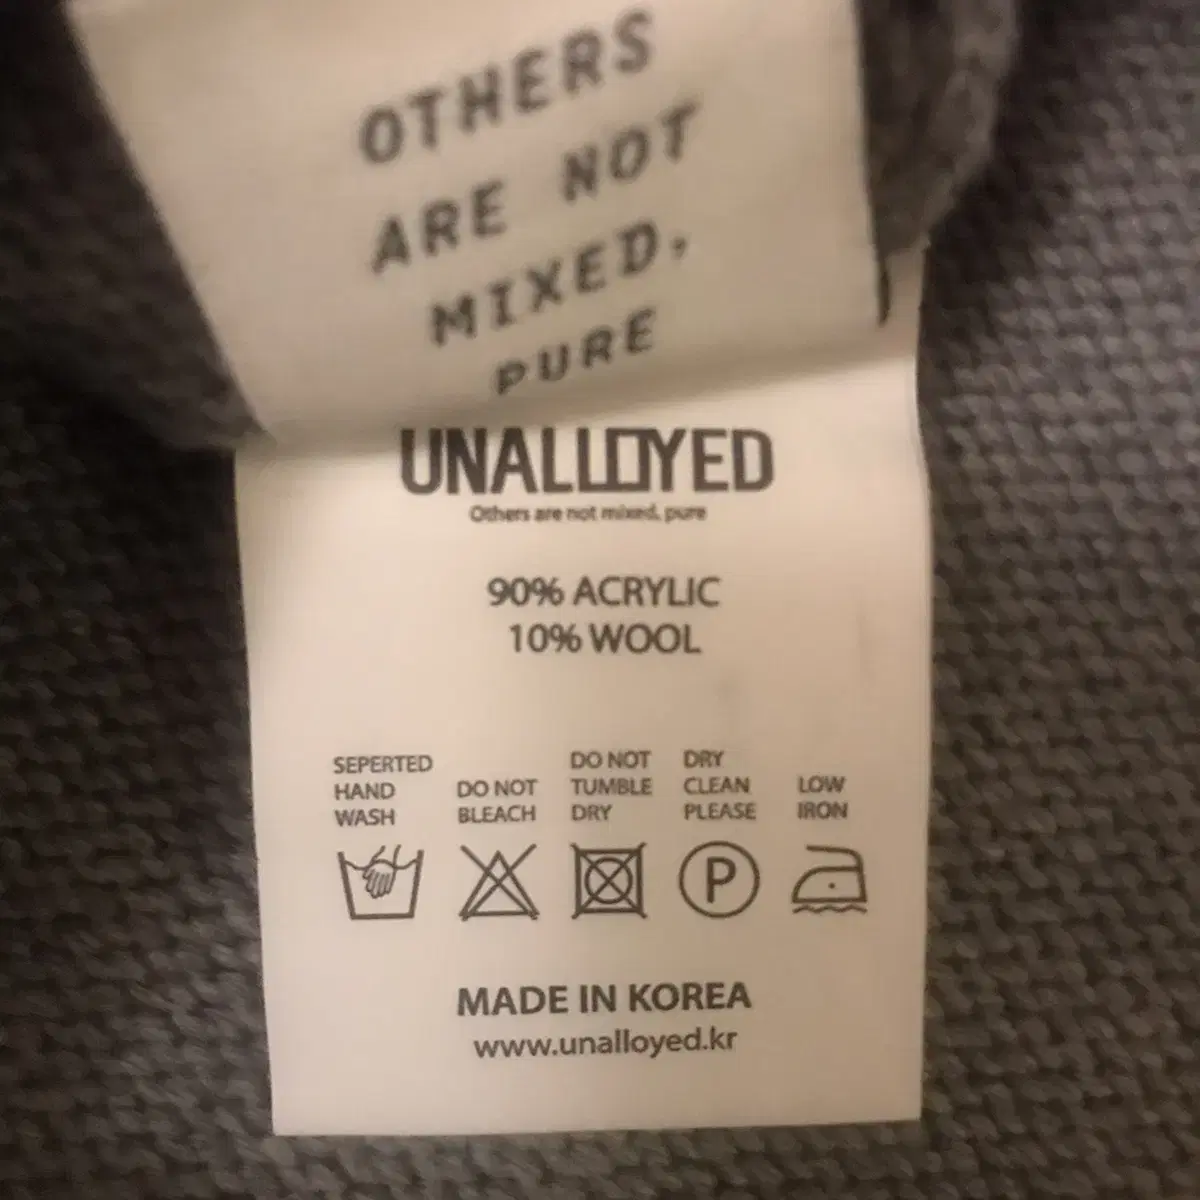 OTHERS
ARE NOT
MIXED,
PURE
UNALLOYED
Others are not mixed, pure
90% ACRYLIC
10% WOOL
SEPERTED
HAND
WASH
DO NOT
BLEACH
DO NOT
TUMBLE
DRY
DRY
CLEAN
PLEASE
LOW
IRON
P
MADE IN KOREA
www.unalloyed.kr